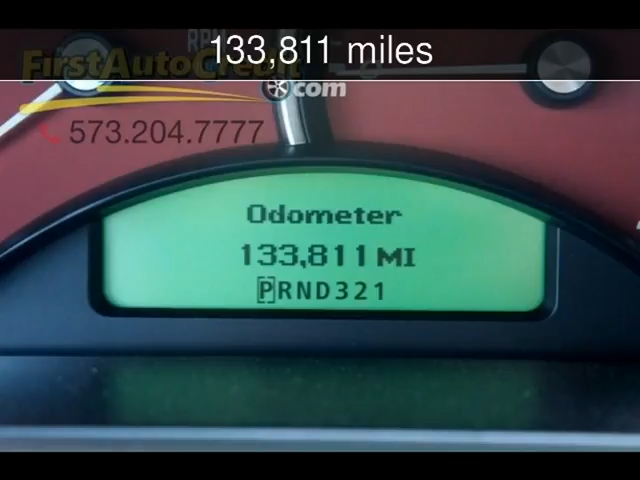 133,811 miles
RPM
FirstAutoCredit
.com
573.204.7777
Odometer
133,811 MI
PRND321